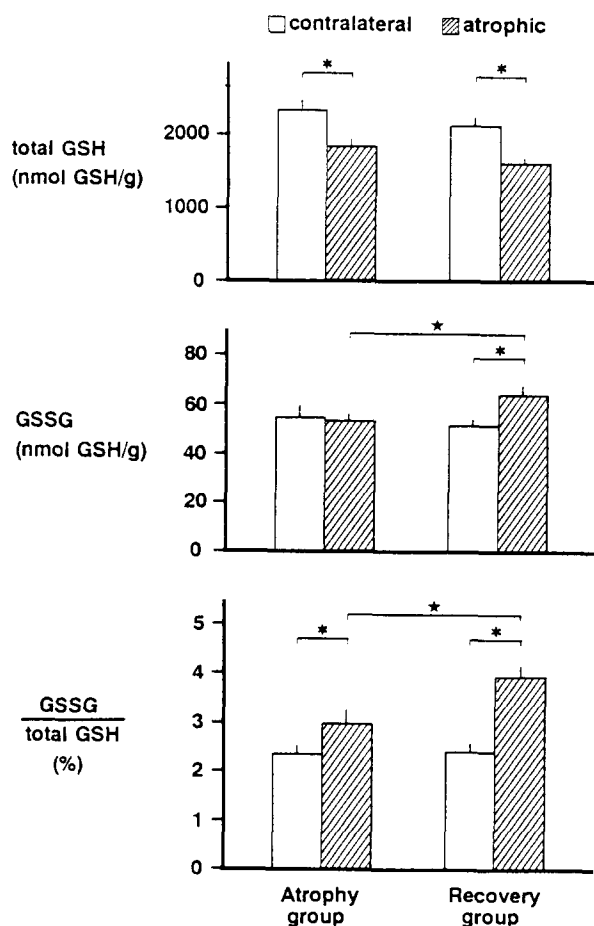 contralateral atrophic
* *
total GSH
(nmol GSH/g)
2000
1000
0
★
*
GSSG
(nmol GSH/g)
80
60
40
20
0
★
* *
GSSG
total GSH
(%)
5
4
3
2
1
0
Atrophy
group
Recovery
group